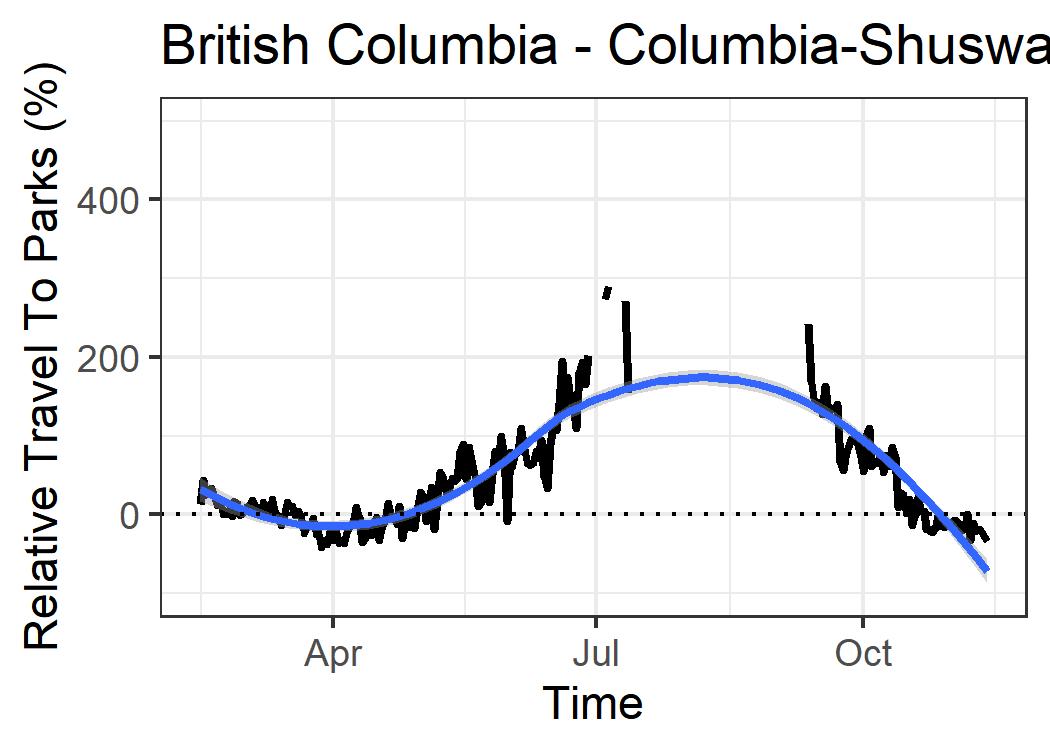 British Columbia - Columbia-Shuswa
Relative Travel To Parks (%)
400
200
0
Apr
Jul
Oct
Time